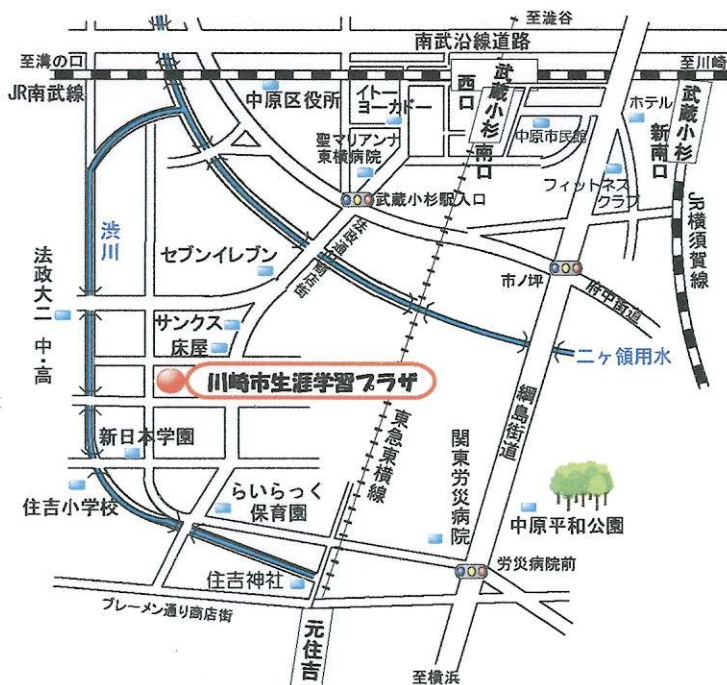 至澁谷
南武沿線道路
至溝の口
至川崎
JR南武線
中原区役所
イトー
ヨーカドー
西口
武蔵小杉
南口
中原市民館
ホテル
新南口
武蔵小杉
聖マリアンナ
東横病院
フィットネス
クラブ
武蔵小杉駅入口
JR横須賀線
渋川
法政通り商店街
セブンイレブン
市ノ坪
府中街道
法政大二
中・高
サンクス
床屋
二ヶ領用水
川崎市生涯学習プラザ
東急東横線
綱島街道
新日本学園
関東労災病院
住吉小学校
らいらっく
保育園
中原平和公園
住吉神社
労災病院前
ブレーメン通り商店街
元住吉
至横浜